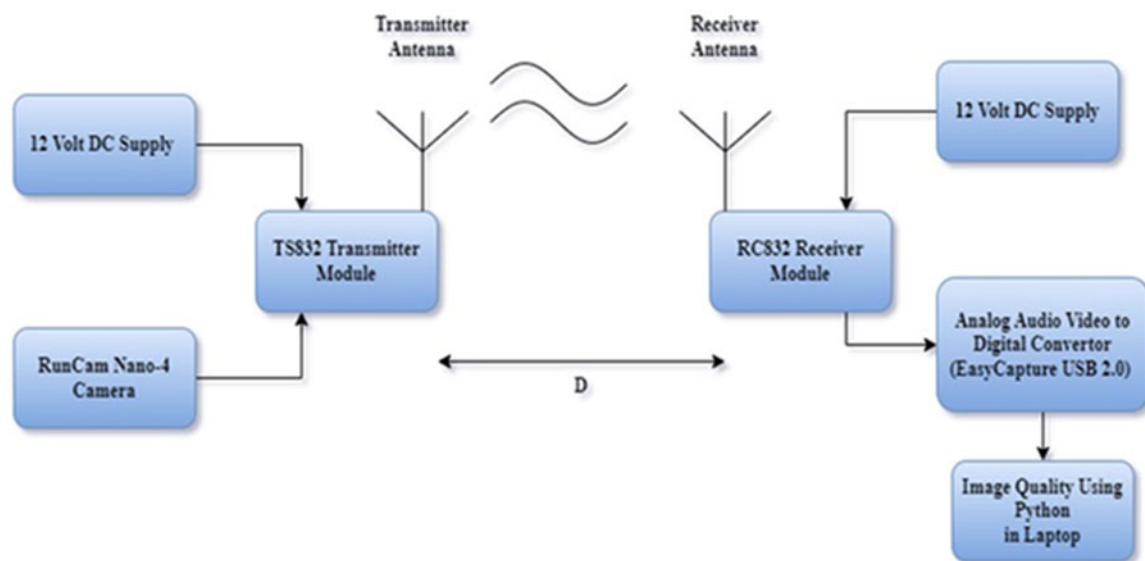 Transmitter
Antenna
Receiver
Antenna
12 Volt DC Supply
12 Volt DC Supply
TS832 Transmitter
Module
RC832 Receiver
Module
RunCam Nano-4
Camera
D
Analog Audio Video to
Digital Convertor
(EasyCapture USB 2.0)
Image Quality Using
Python
in Laptop